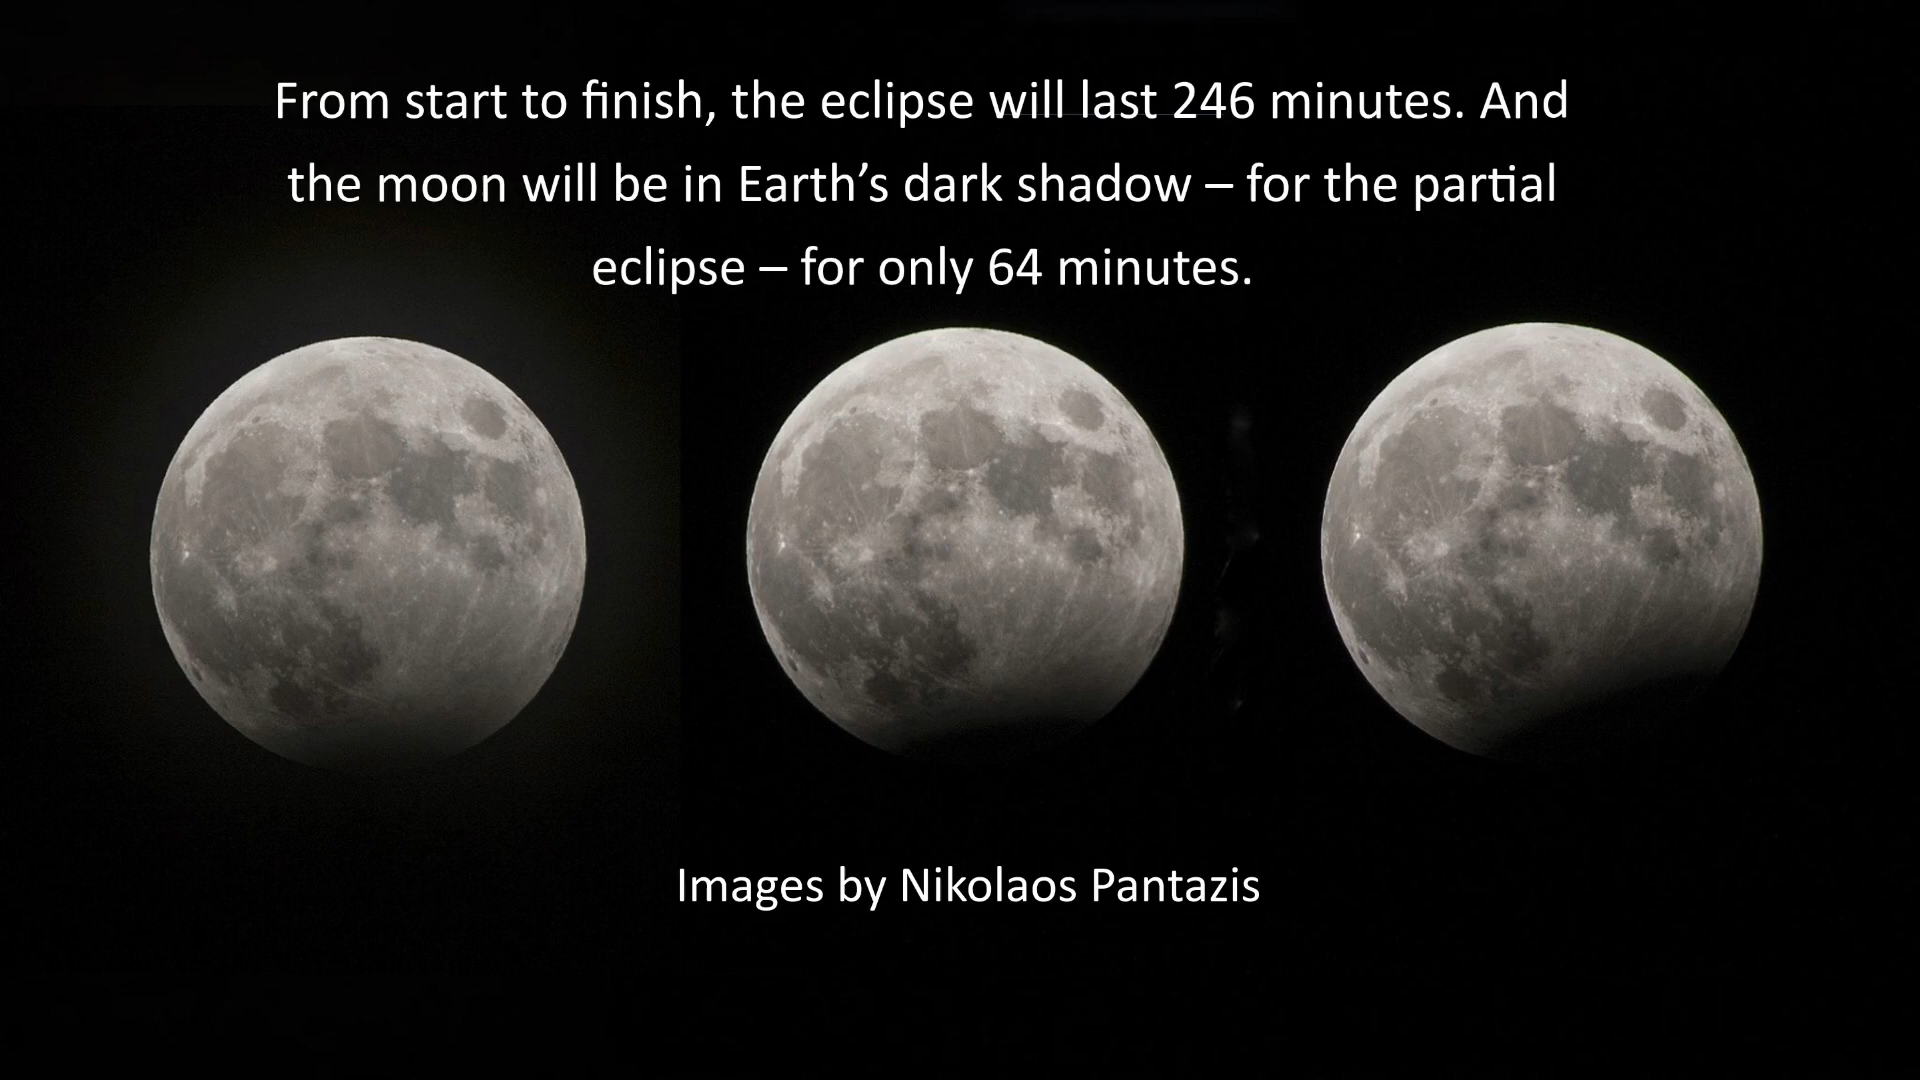 From start to finish, the eclipse will last 246 minutes. And
the moon will be in Earth’s dark shadow – for the partial
eclipse – for only 64 minutes.
Images by Nikolaos Pantazis